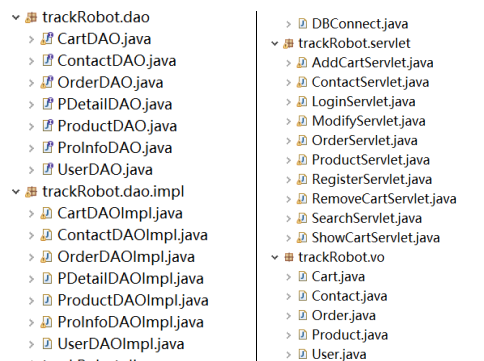 trackRobot.dao
CartDAO.java
ContactDAO.java
OrderDAO.java
PDetailDAO.java
ProductDAO.java
ProInfoDAO.java
UserDAO.java
trackRobot.dao.impl
CartDAOImpl.java
ContactDAOImpl.java
OrderDAOImpl.java
PDetailDAOImpl.java
ProductDAOImpl.java
ProInfoDAOImpl.java
UserDAOImpl.java
DBConnect.java
trackRobot.servlet
AddCartServlet.java
ContactServlet.java
LoginServlet.java
ModifyServlet.java
OrderServlet.java
ProductServlet.java
RegisterServlet.java
RemoveCartServlet.java
SearchServlet.java
ShowCartServlet.java
trackRobot.vo
Cart.java
Contact.java
Order.java
Product.java
User.java